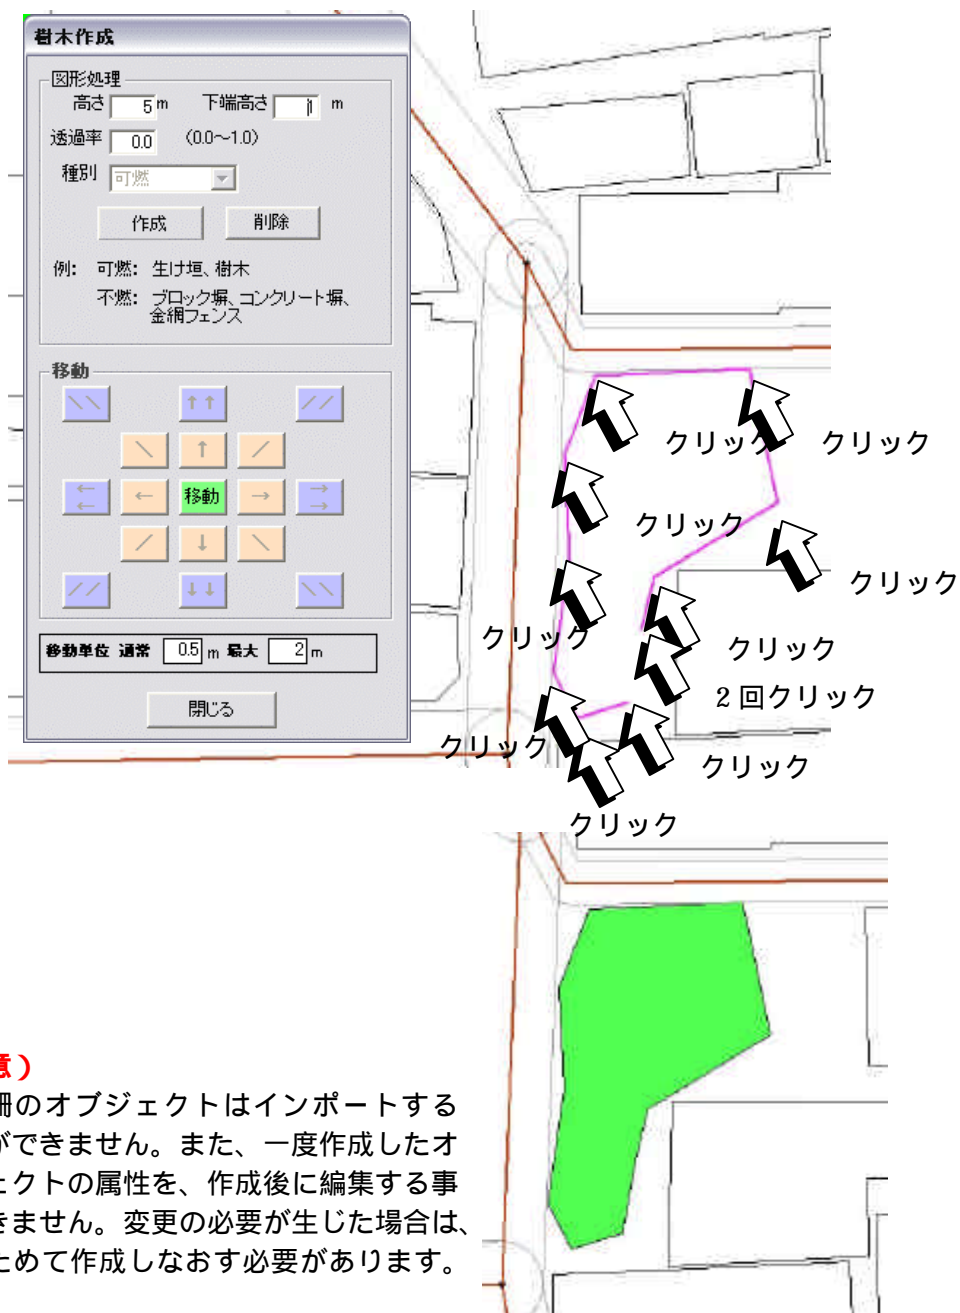 樹木作成
図形処理
高さ 5 m 下端高さ 1 m
透過率 0.0 (0.0～1.0)
種別 可燃
作成 削除
例: 可燃: 生け垣、樹木
不燃: ブロック塀、コンクリート塀、
金網フェンス
移動
↖↖ ↑↑ ↗↗
↖ ↑ ↗
←← ← 移動 → →→
↙ ↓ ↘
↙↙ ↓↓ ↘↘
移動単位 通常 0.5 m 最大 2 m
閉じる
クリック クリック
クリック
クリック
クリック
クリック
2回クリック
クリック
クリック
クリック
意）
柵のオブジェクトはインポートする
ができません。また、一度作成したオ
ェクトの属性を、作成後に編集する事
きません。変更の必要が生じた場合は、
ためて作成しなおす必要があります。